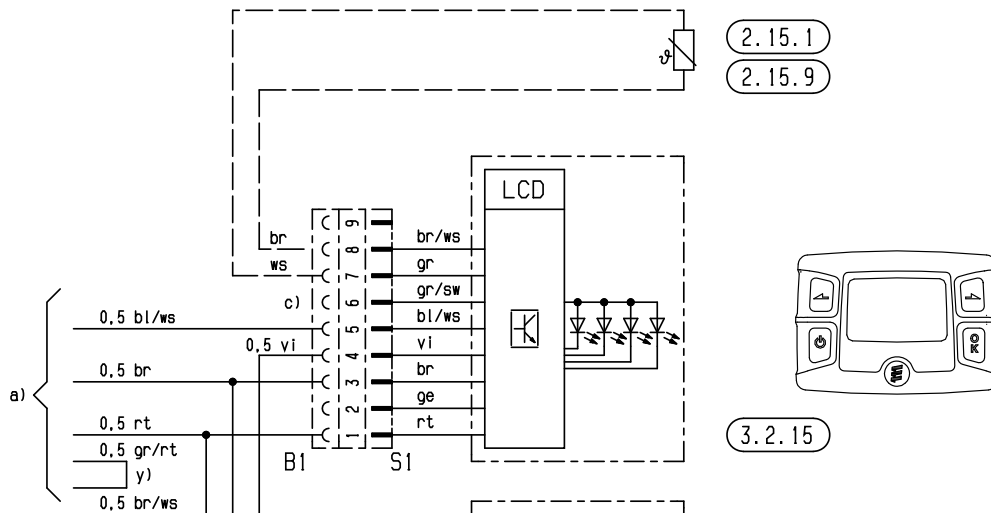 2.15.1
ϑ
2.15.9
LCD
br
9
br/ws
ws
8
gr
7
c)
6
gr/sw
0,5 bl/ws
5
bl/ws
0,5 vi
4
vi
0,5 br
3
br
a)
2
ge
0,5 rt
1
rt
0,5 gr/rt
B1
S1
3.2.15
y)
0,5 br/ws
OK